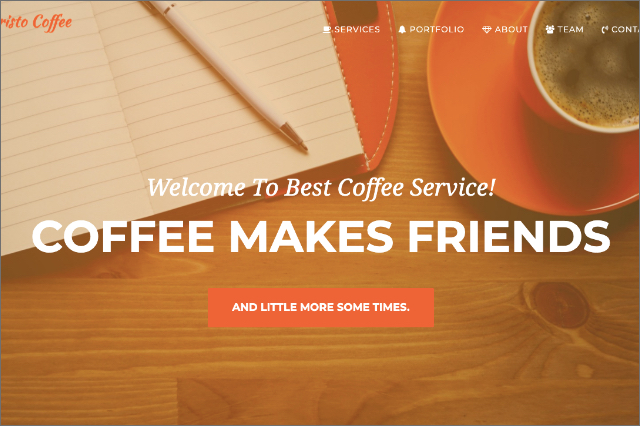 risto Coffee
SERVICES PORTFOLIO ABOUT TEAM CONTA
Welcome To Best Coffee Service!
COFFEE MAKES FRIENDS
AND LITTLE MORE SOME TIMES.